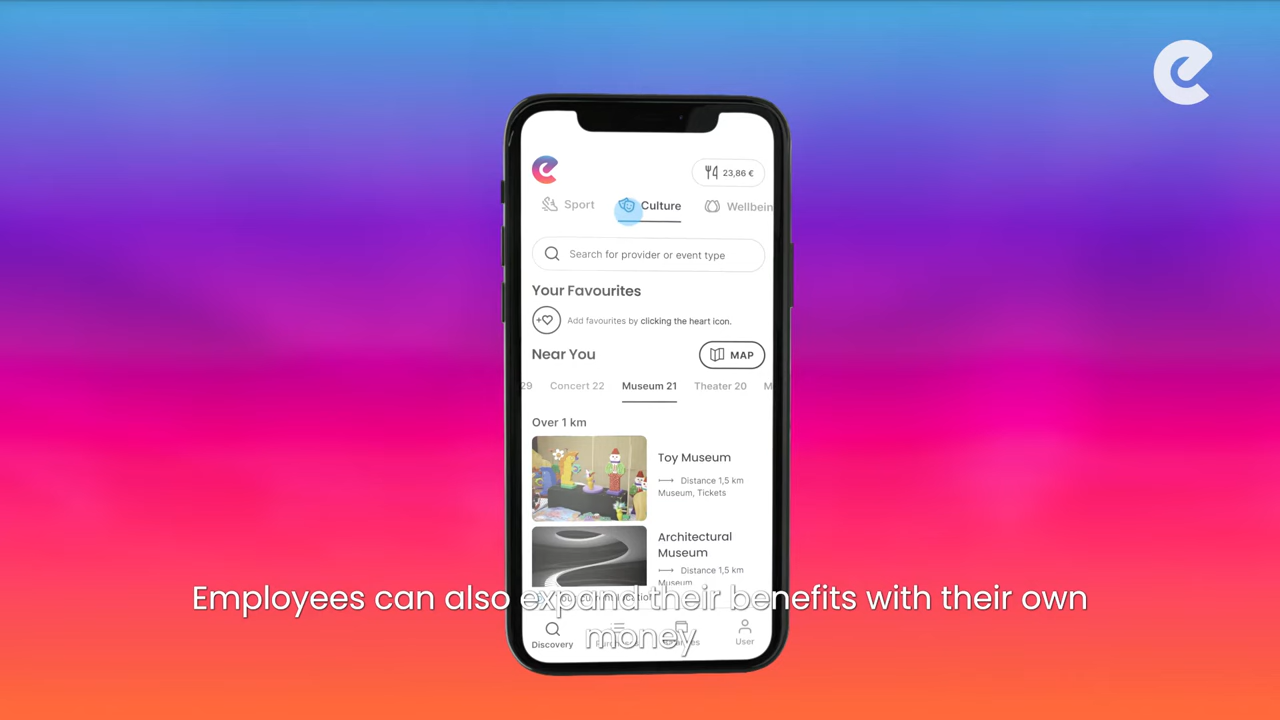 23,86 €
Sport
Culture
Wellbein
Search for provider or event type
Your Favourites
Add favourites by clicking the heart icon.
Near You
MAP
29
Concert 22
Museum 21
Theater 20
M
Over 1 km
Toy Museum
Distance 1,5 km
Museum, Tickets
Architectural
Museum
Distance 1,5 km
Museum
Employees can also expand their benefits with their own
money
Discovery
User